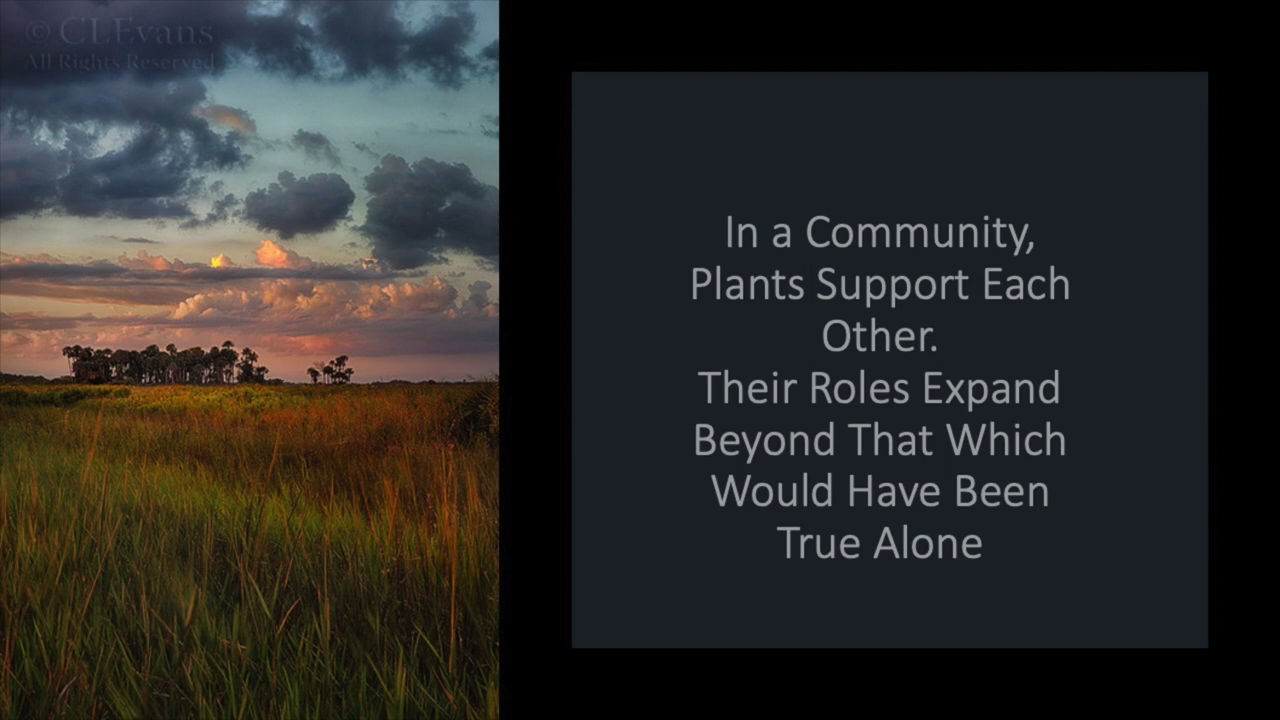 © CLEvans
All Rights Reserved
In a Community,
Plants Support Each
Other.
Their Roles Expand
Beyond That Which
Would Have Been
True Alone